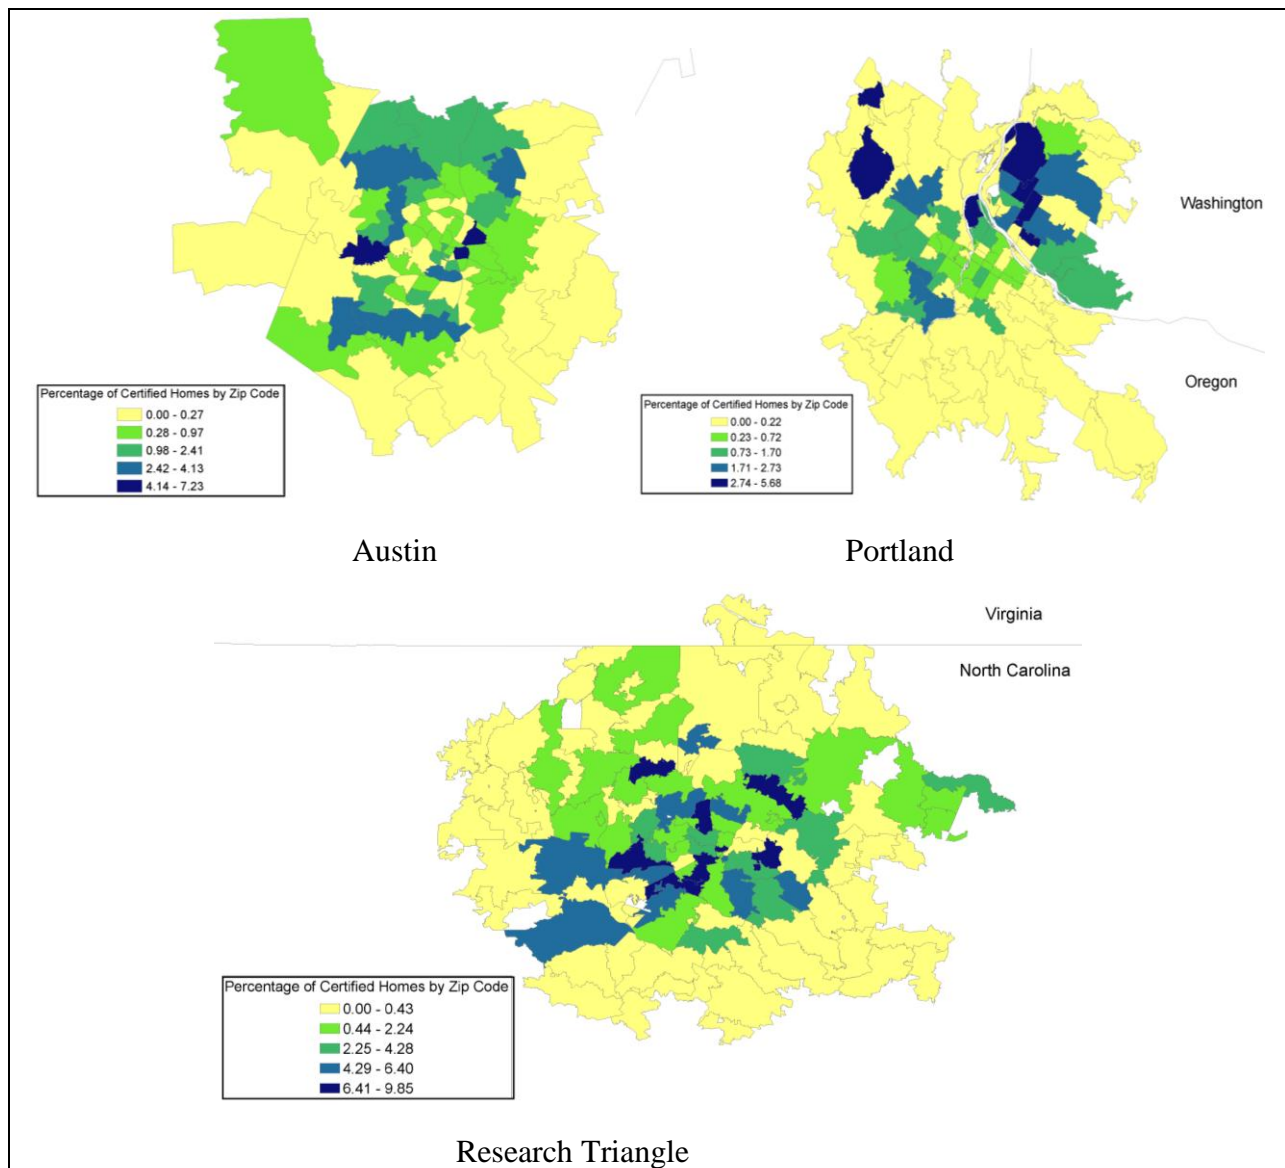 Washington
Oregon
Percentage of Certified Homes by Zip Code
0.00 - 0.27
0.28 - 0.97
0.98 - 2.41
2.42 - 4.13
4.14 - 7.23
Percentage of Certified Homes by Zip Code
0.00 - 0.22
0.23 - 0.72
0.73 - 1.70
1.71 - 2.73
2.74 - 5.68
Austin
Portland
Virginia
North Carolina
Percentage of Certified Homes by Zip Code
0.00 - 0.43
0.44 - 2.24
2.25 - 4.28
4.29 - 6.40
6.41 - 9.85
Research Triangle